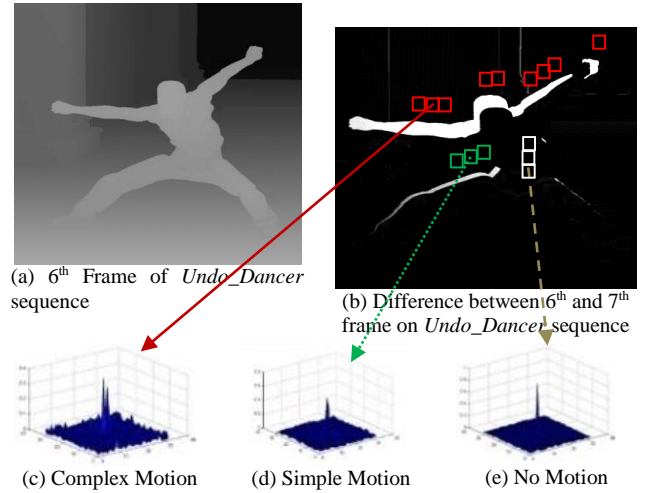 (a) 6th Frame of Undo_Dancer
sequence
(b) Difference between 6th and 7th
frame on Undo_Dancer sequence
(c) Complex Motion
(d) Simple Motion
(e) No Motion